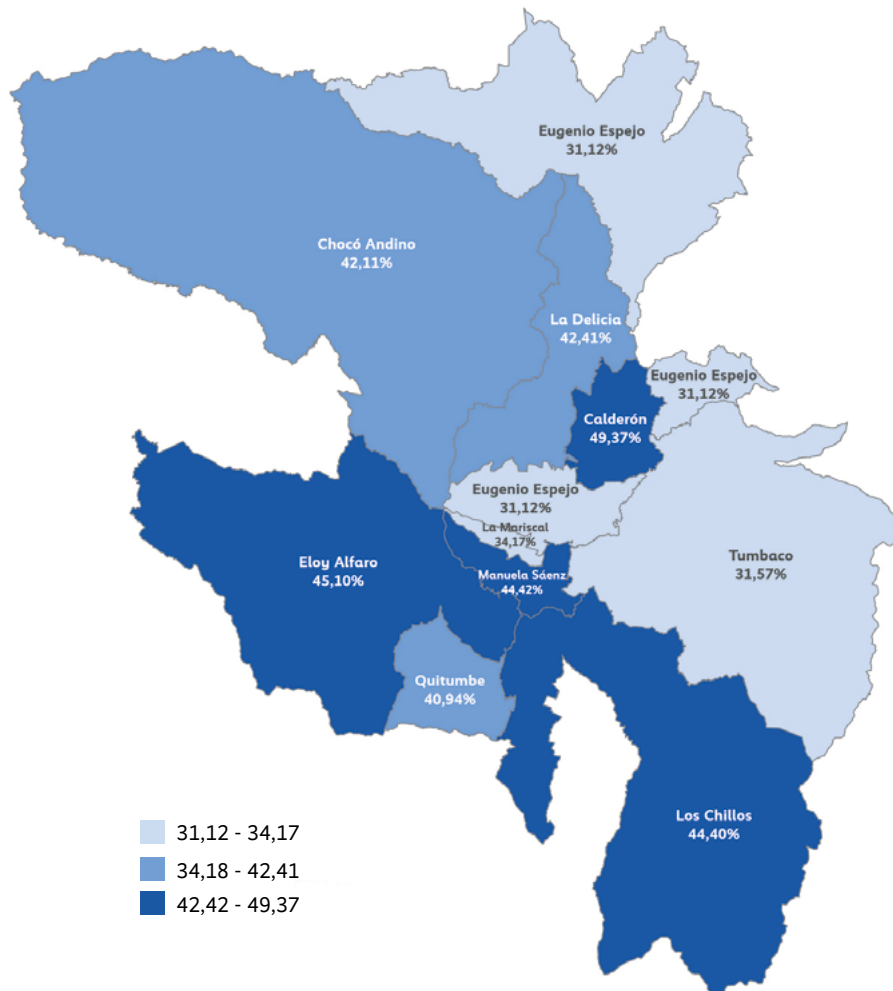 Eugenio Espejo
31,12%
Chocó Andino
42,11%
La Delicia
42,41%
Eugenio Espejo
31,12%
Calderón
49,37%
Eugenio Espejo
31,12%
La Mariscal
34,17%
Tumbaco
31,57%
Eloy Alfaro
45,10%
Manuela Sáenz
44,42%
Quitumbe
40,94%
Los Chillos
44,40%
31,12 - 34,17
34,18 - 42,41
42,42 - 49,37